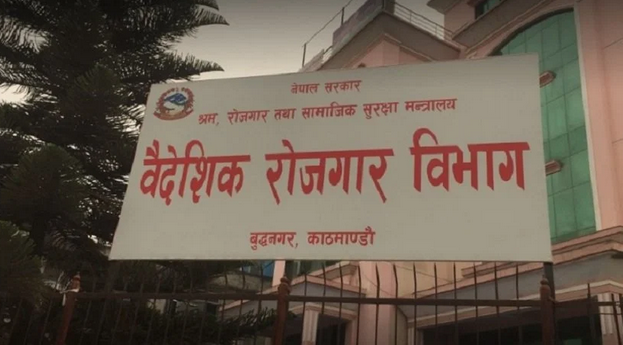 नेपाल सरकार
श्रम, रोजगार तथा सामाजिक सुरक्षा मन्त्रालय
वैदेशिक रोजगार विभाग
बुद्धनगर, काठमाण्डौ